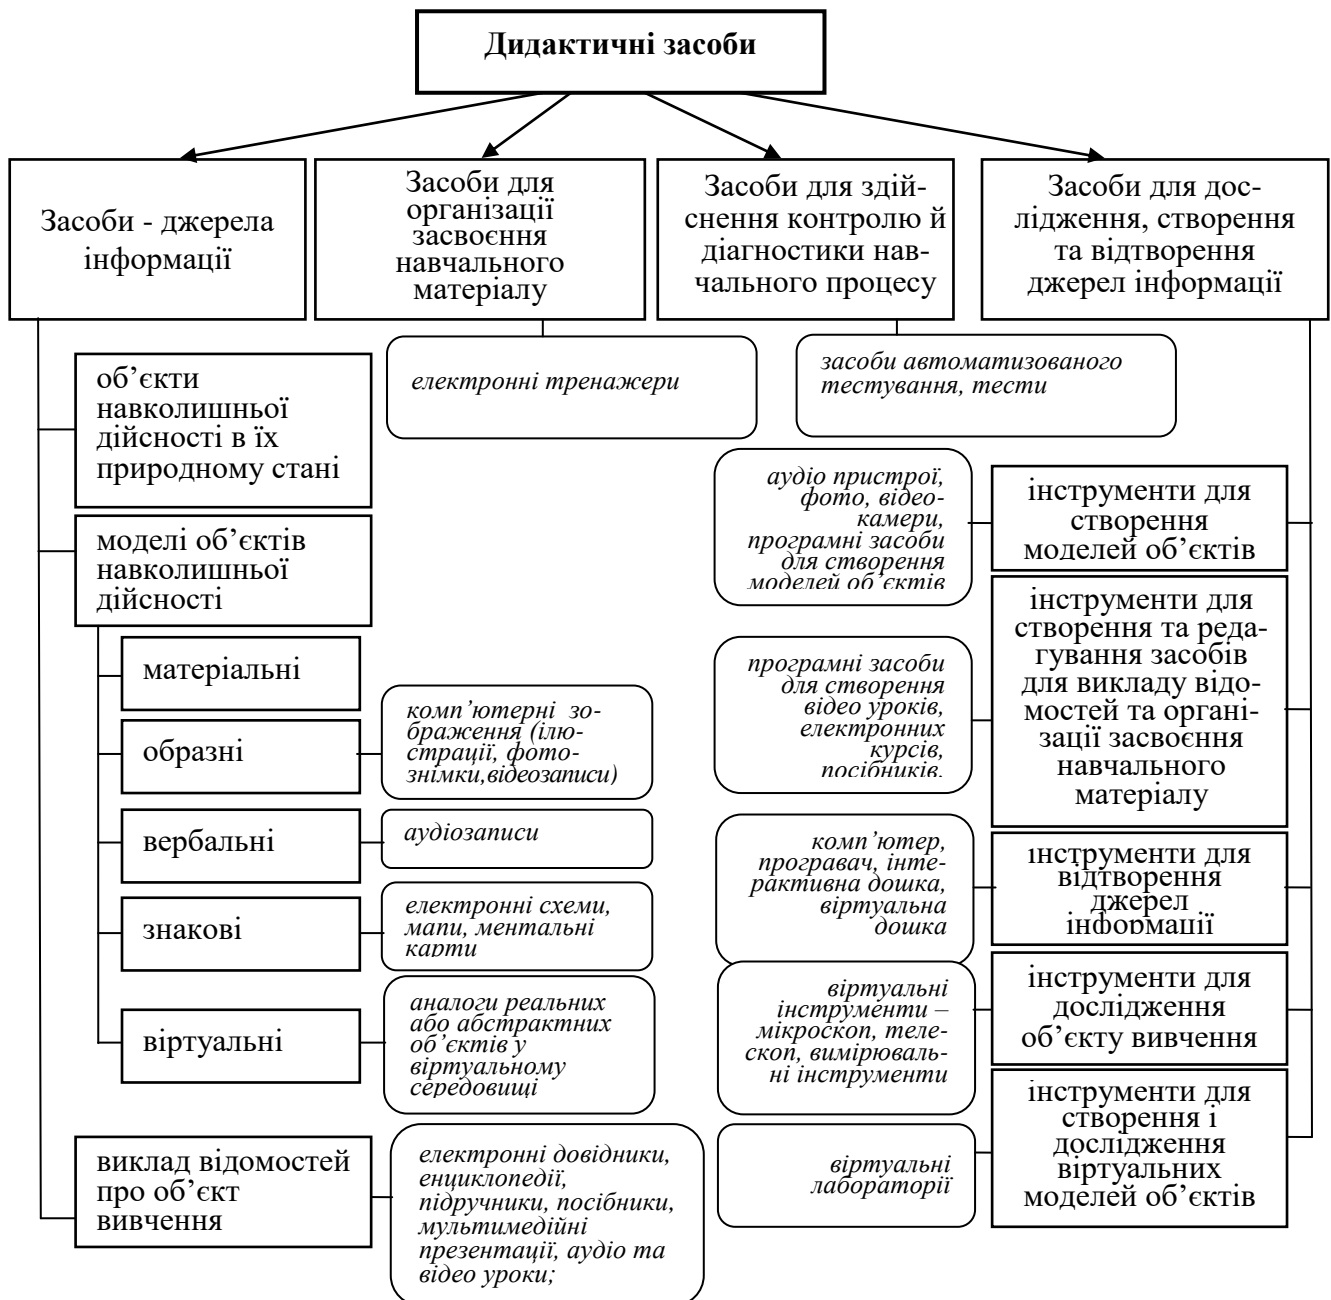 Дидактичні засоби
Засоби - джерела
інформації
Засоби для
організації
засвоєння
навчального
матеріалу
Засоби для здій-
снення контролю й
діагностики нав-
чального процесу
Засоби для дос-
лідження, створення
та відтворення
джерел інформації
електронні тренажери
засоби автоматизованого
тестування, тести
об’єкти
навколишньої
дійсності в їх
природному стані
моделі об’єктів
навколишньої
дійсності
матеріальні
образні
комп’ютерні зо-
браження (ілю-
страції, фото-
знімки,відеозаписи)
вербальні
аудіозаписи
знакові
електронні схеми,
мапи, ментальні
карти
віртуальні
аналоги реальних
або абстрактних
об’єктів у
віртуальному
середовищі
виклад відомостей
про об’єкт
вивчення
електронні довідники,
енциклопедії,
підручники, посібники,
мультимедійні
презентації, аудіо та
відео уроки;
аудіо пристрої,
фото, відео-
камери,
програмні засоби
для створення
моделей об’єктів
інструменти для
створення
моделей об’єктів
програмні засоби
для створення
відео уроків,
електронних
курсів,
посібників.
інструменти для
створення та реда-
гування засобів
для викладу відо-
мостей та органі-
зації засвоєння
навчального
матеріалу
комп’ютер,
програвач, інте-
рактивна дошка,
віртуальна
дошка
інструменти для
відтворення
джерел
інформації
віртуальні
інструменти –
мікроскоп, теле-
скоп, вимірюваль-
ні інструменти
інструменти для
дослідження
об’єкту вивчення
віртуальні
лабораторії
інструменти для
створення і
дослідження
віртуальних
моделей об’єктів